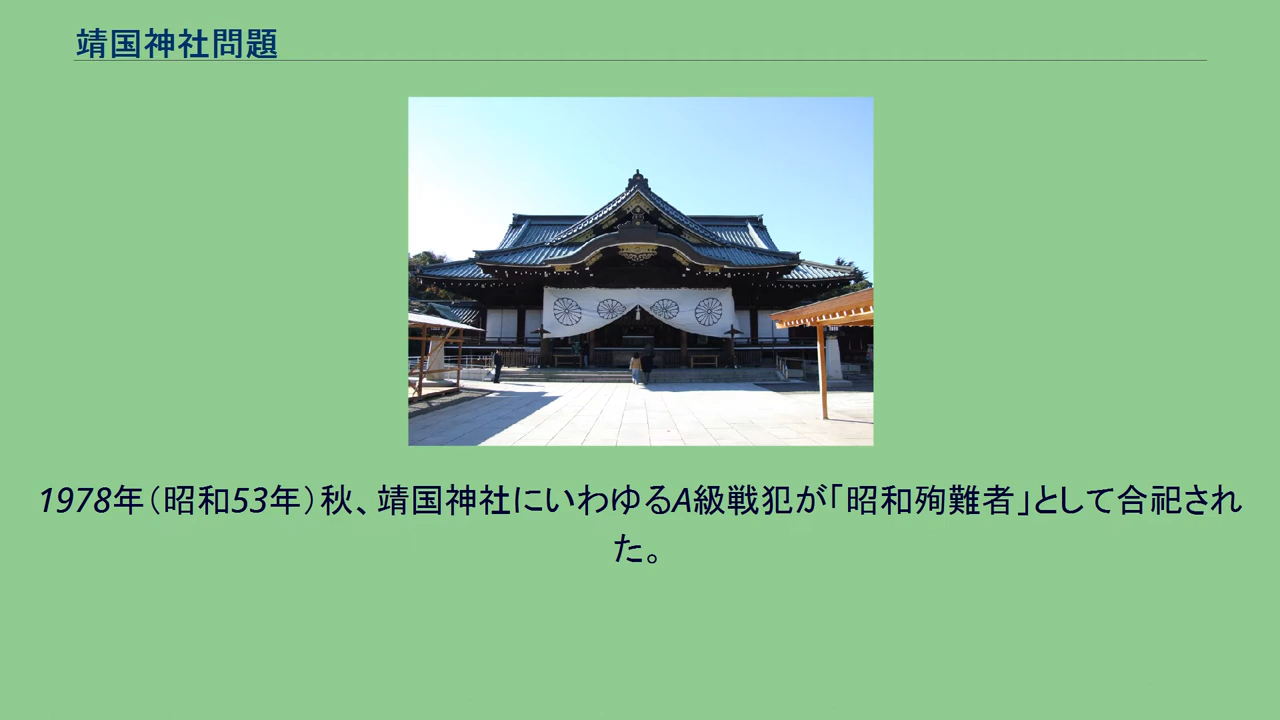 靖国神社問題
1978年（昭和53年）秋、靖国神社にいわゆるA級戦犯が「昭和殉難者」として合祀され
た。